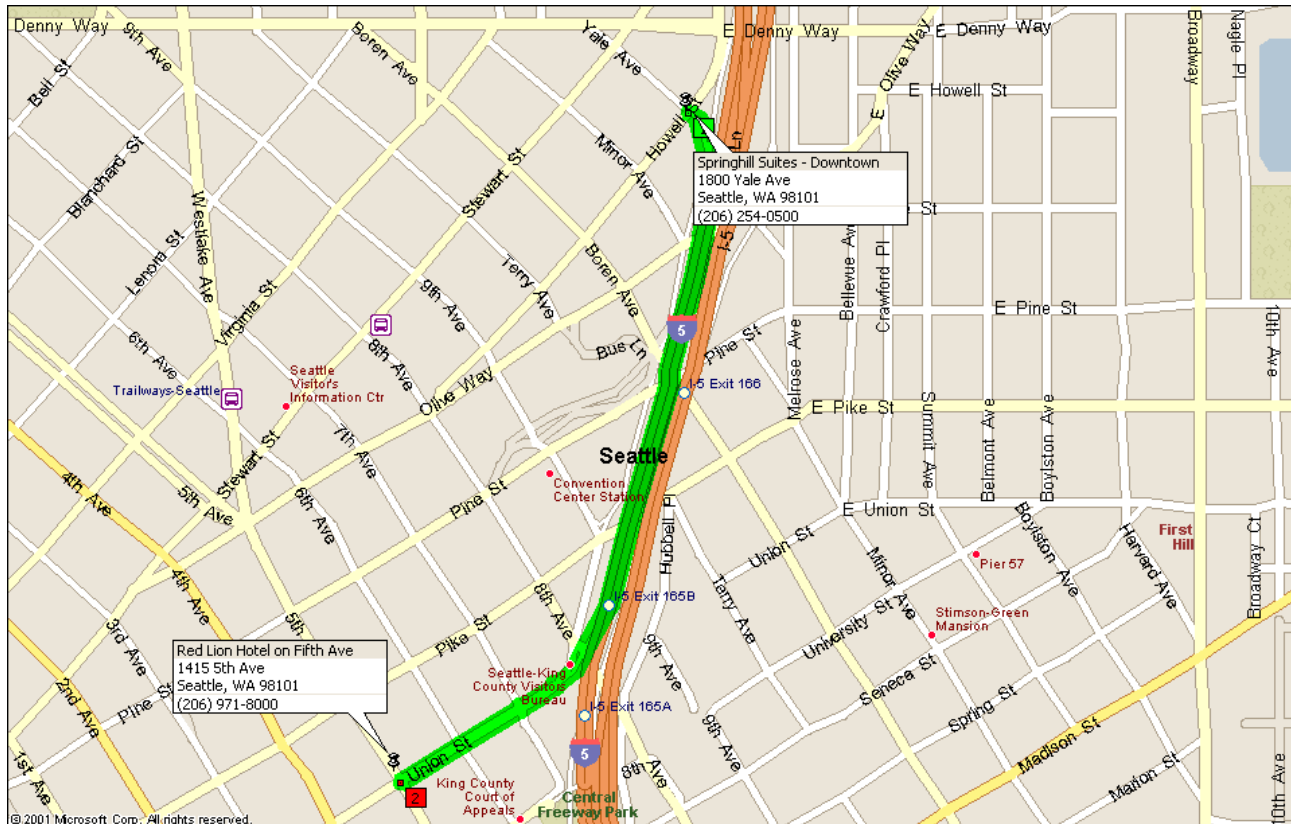 Denny Way
E Denny Way
E Denny Way
9th Ave
Boren Ave
Yale Ave
E Olive Way
Broadway
Nagle Pl
Bell St
E Howell St
Howell
Ln
Minor Ave
Blanchard St
Stewart St
Springhill Suites - Downtown
1800 Yale Ave
Seattle, WA 98101
(206) 254-0500
St
Westlake Ave
Lenora St
I-5
Boren Ave
Terry Ave
9th Ave
Bellevue Ave
Crawford Pl
Virginia St
E Pine St
10th Ave
5
Pine St
Bus Ln
6th Ave
8th Ave
Melrose Ave
Trailways-Seattle
Seattle
Visitor's
Information Ctr
Olive Way
I-5 Exit 166
E Pike St
Summit Ave
Belmont Ave
Boylston Ave
7th Ave
Stewart St
Seattle
4th Ave
5th Ave
6th Ave
Pine St
Convention
Center Station
Hubbell Pl
E Union St
Union St
Boylston Ave
Harvard Ave
First
Hill
Broadway Ct
Minor Ave
Pier 57
4th Ave
8th Ave
I-5 Exit 165B
Terry Ave
University St
Stimson-Green
Mansion
3rd Ave
5th Ave
Pike St
9th Ave
Red Lion Hotel on Fifth Ave
1415 5th Ave
Seattle, WA 98101
(206) 971-8000
Seattle-King
County Visitors
Bureau
Seneca St
2nd Ave
Pine St
I-5 Exit 165A
9th Ave
Spring St
Madison St
1st Ave
Union St
5
8th Ave
Marion St
10th Ave
2
King County
Court of
Appeals
Central
Freeway Park
© 2001 Microsoft Corp. All rights reserved.